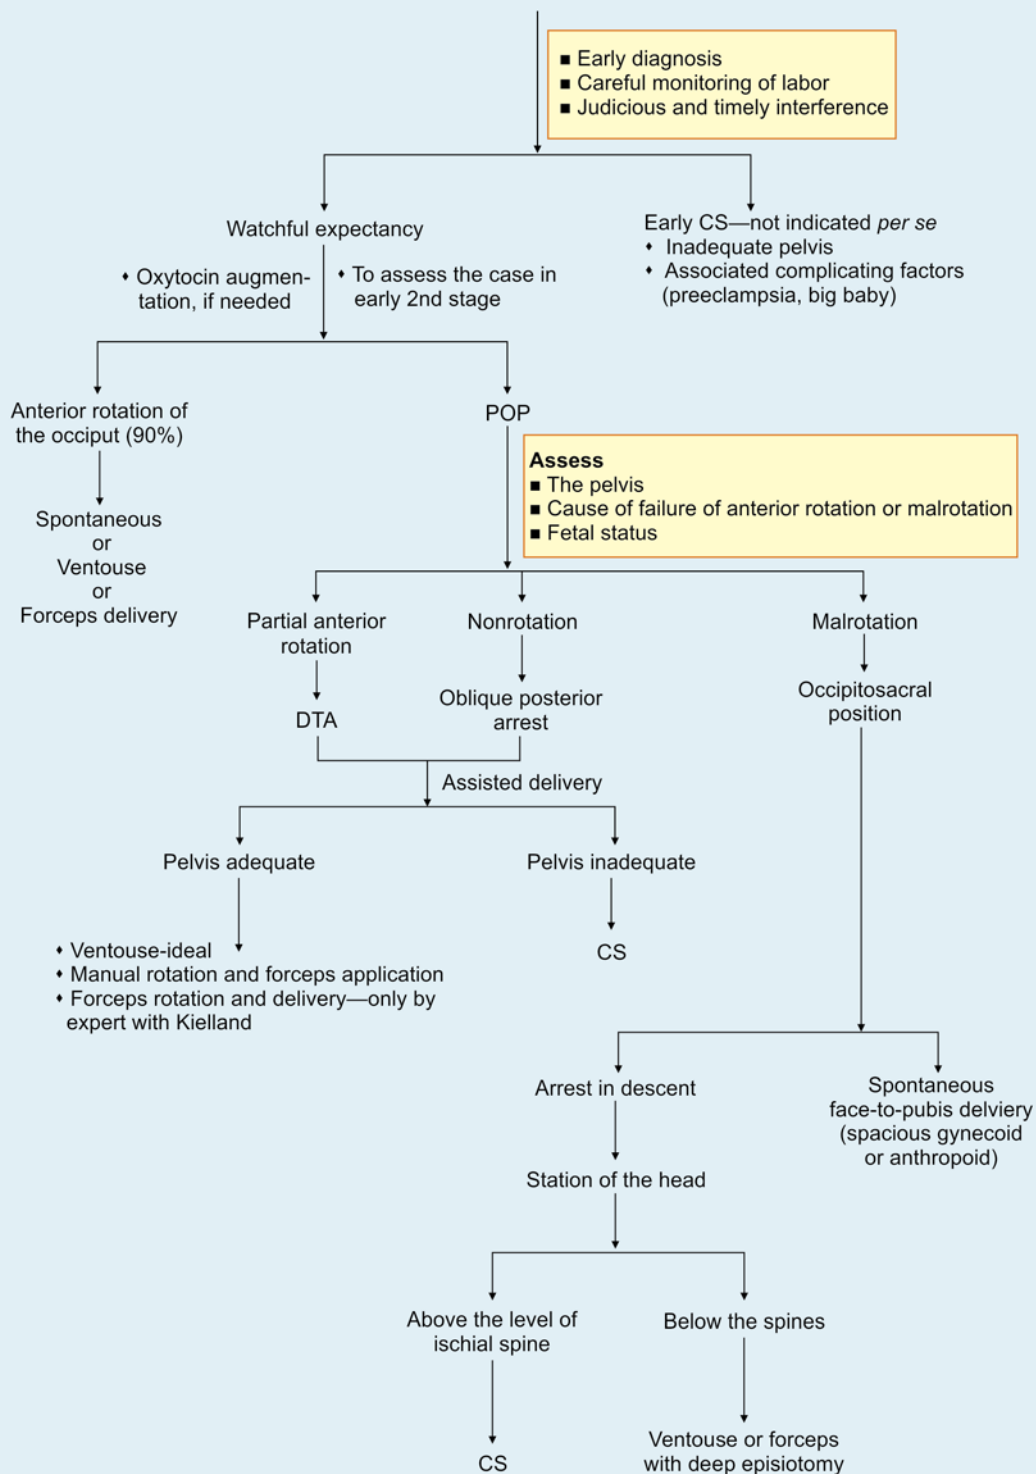 ■ Early diagnosis
■ Careful monitoring of labor
■ Judicious and timely interference
Watchful expectancy
♦ Oxytocin augmen-
tation, if needed
♦ To assess the case in
early 2nd stage
Early CS—not indicated per se
♦ Inadequate pelvis
♦ Associated complicating factors
(preeclampsia, big baby)
Anterior rotation of
the occiput (90%)
Spontaneous
or
Ventouse
or
Forceps delivery
POP
Assess
■ The pelvis
■ Cause of failure of anterior rotation or malrotation
■ Fetal status
Partial anterior
rotation
Nonrotation
Malrotation
DTA
Oblique posterior
arrest
Occipitosacral
position
Assisted delivery
Pelvis adequate
Pelvis inadequate
♦ Ventouse-ideal
♦ Manual rotation and forceps application
♦ Forceps rotation and delivery—only by
expert with Kielland
CS
Arrest in descent
Spontaneous
face-to-pubis delviery
(spacious gynecoid
or anthropoid)
Station of the head
Above the level of
ischial spine
Below the spines
CS
Ventouse or forceps
with deep episiotomy